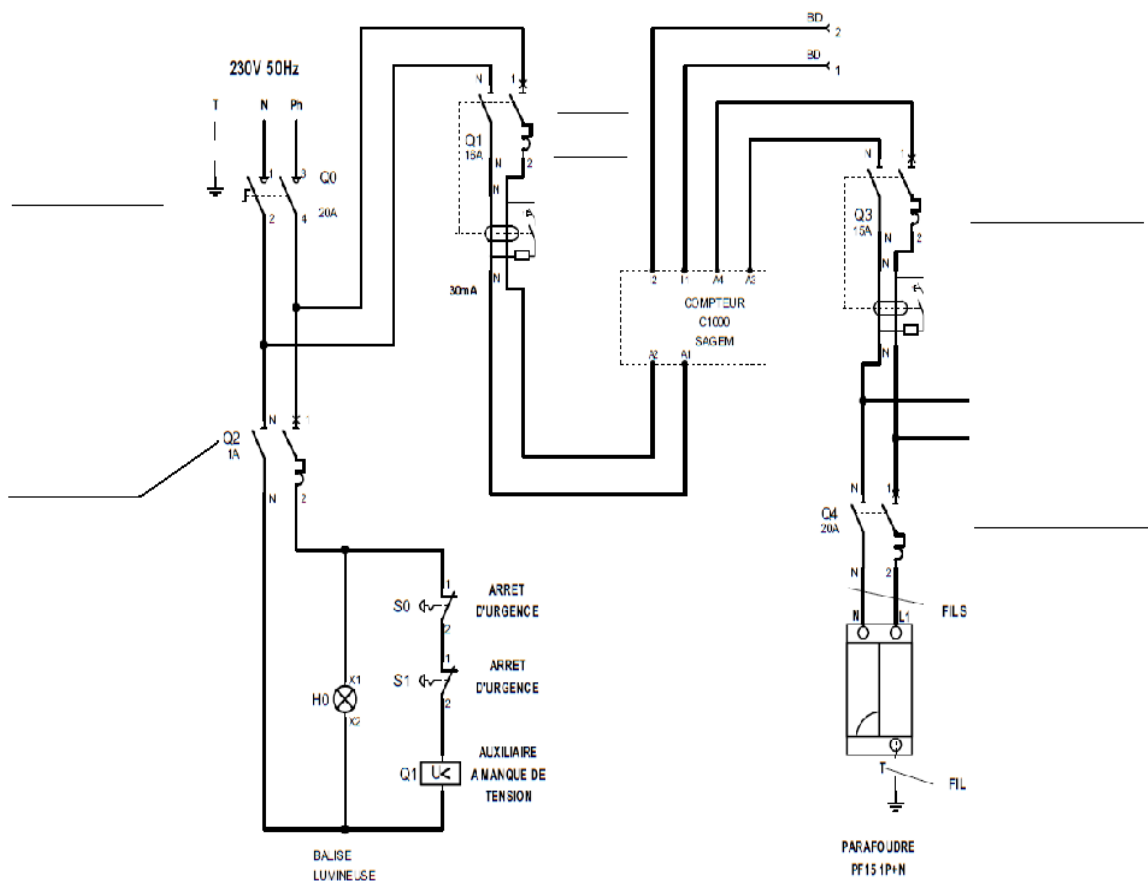 BD
2
BD
1
230V 50Hz
T N Ph
N 1
Q1
16A
N 2
N
N
30mA
1 3
Q0
20A
2 4
N 1
Q3
15A
N 2
N
N
2 I1 A4 A3
COMPTEUR
C1000
SAGEM
A2 A1
N 1
Q2
1A
N 2
N 1
Q4
20A
N 2
FILS
N L1
1
S0
2
ARRET
D'URGENCE
1
S1
2
ARRET
D'URGENCE
X1
H0
X2
Q1 U<
AUXILIAIRE
A MANQUE DE
TENSION
T
FIL
BALISE
LUMINEUSE
PARAFOUDRE
PF15 1P+N